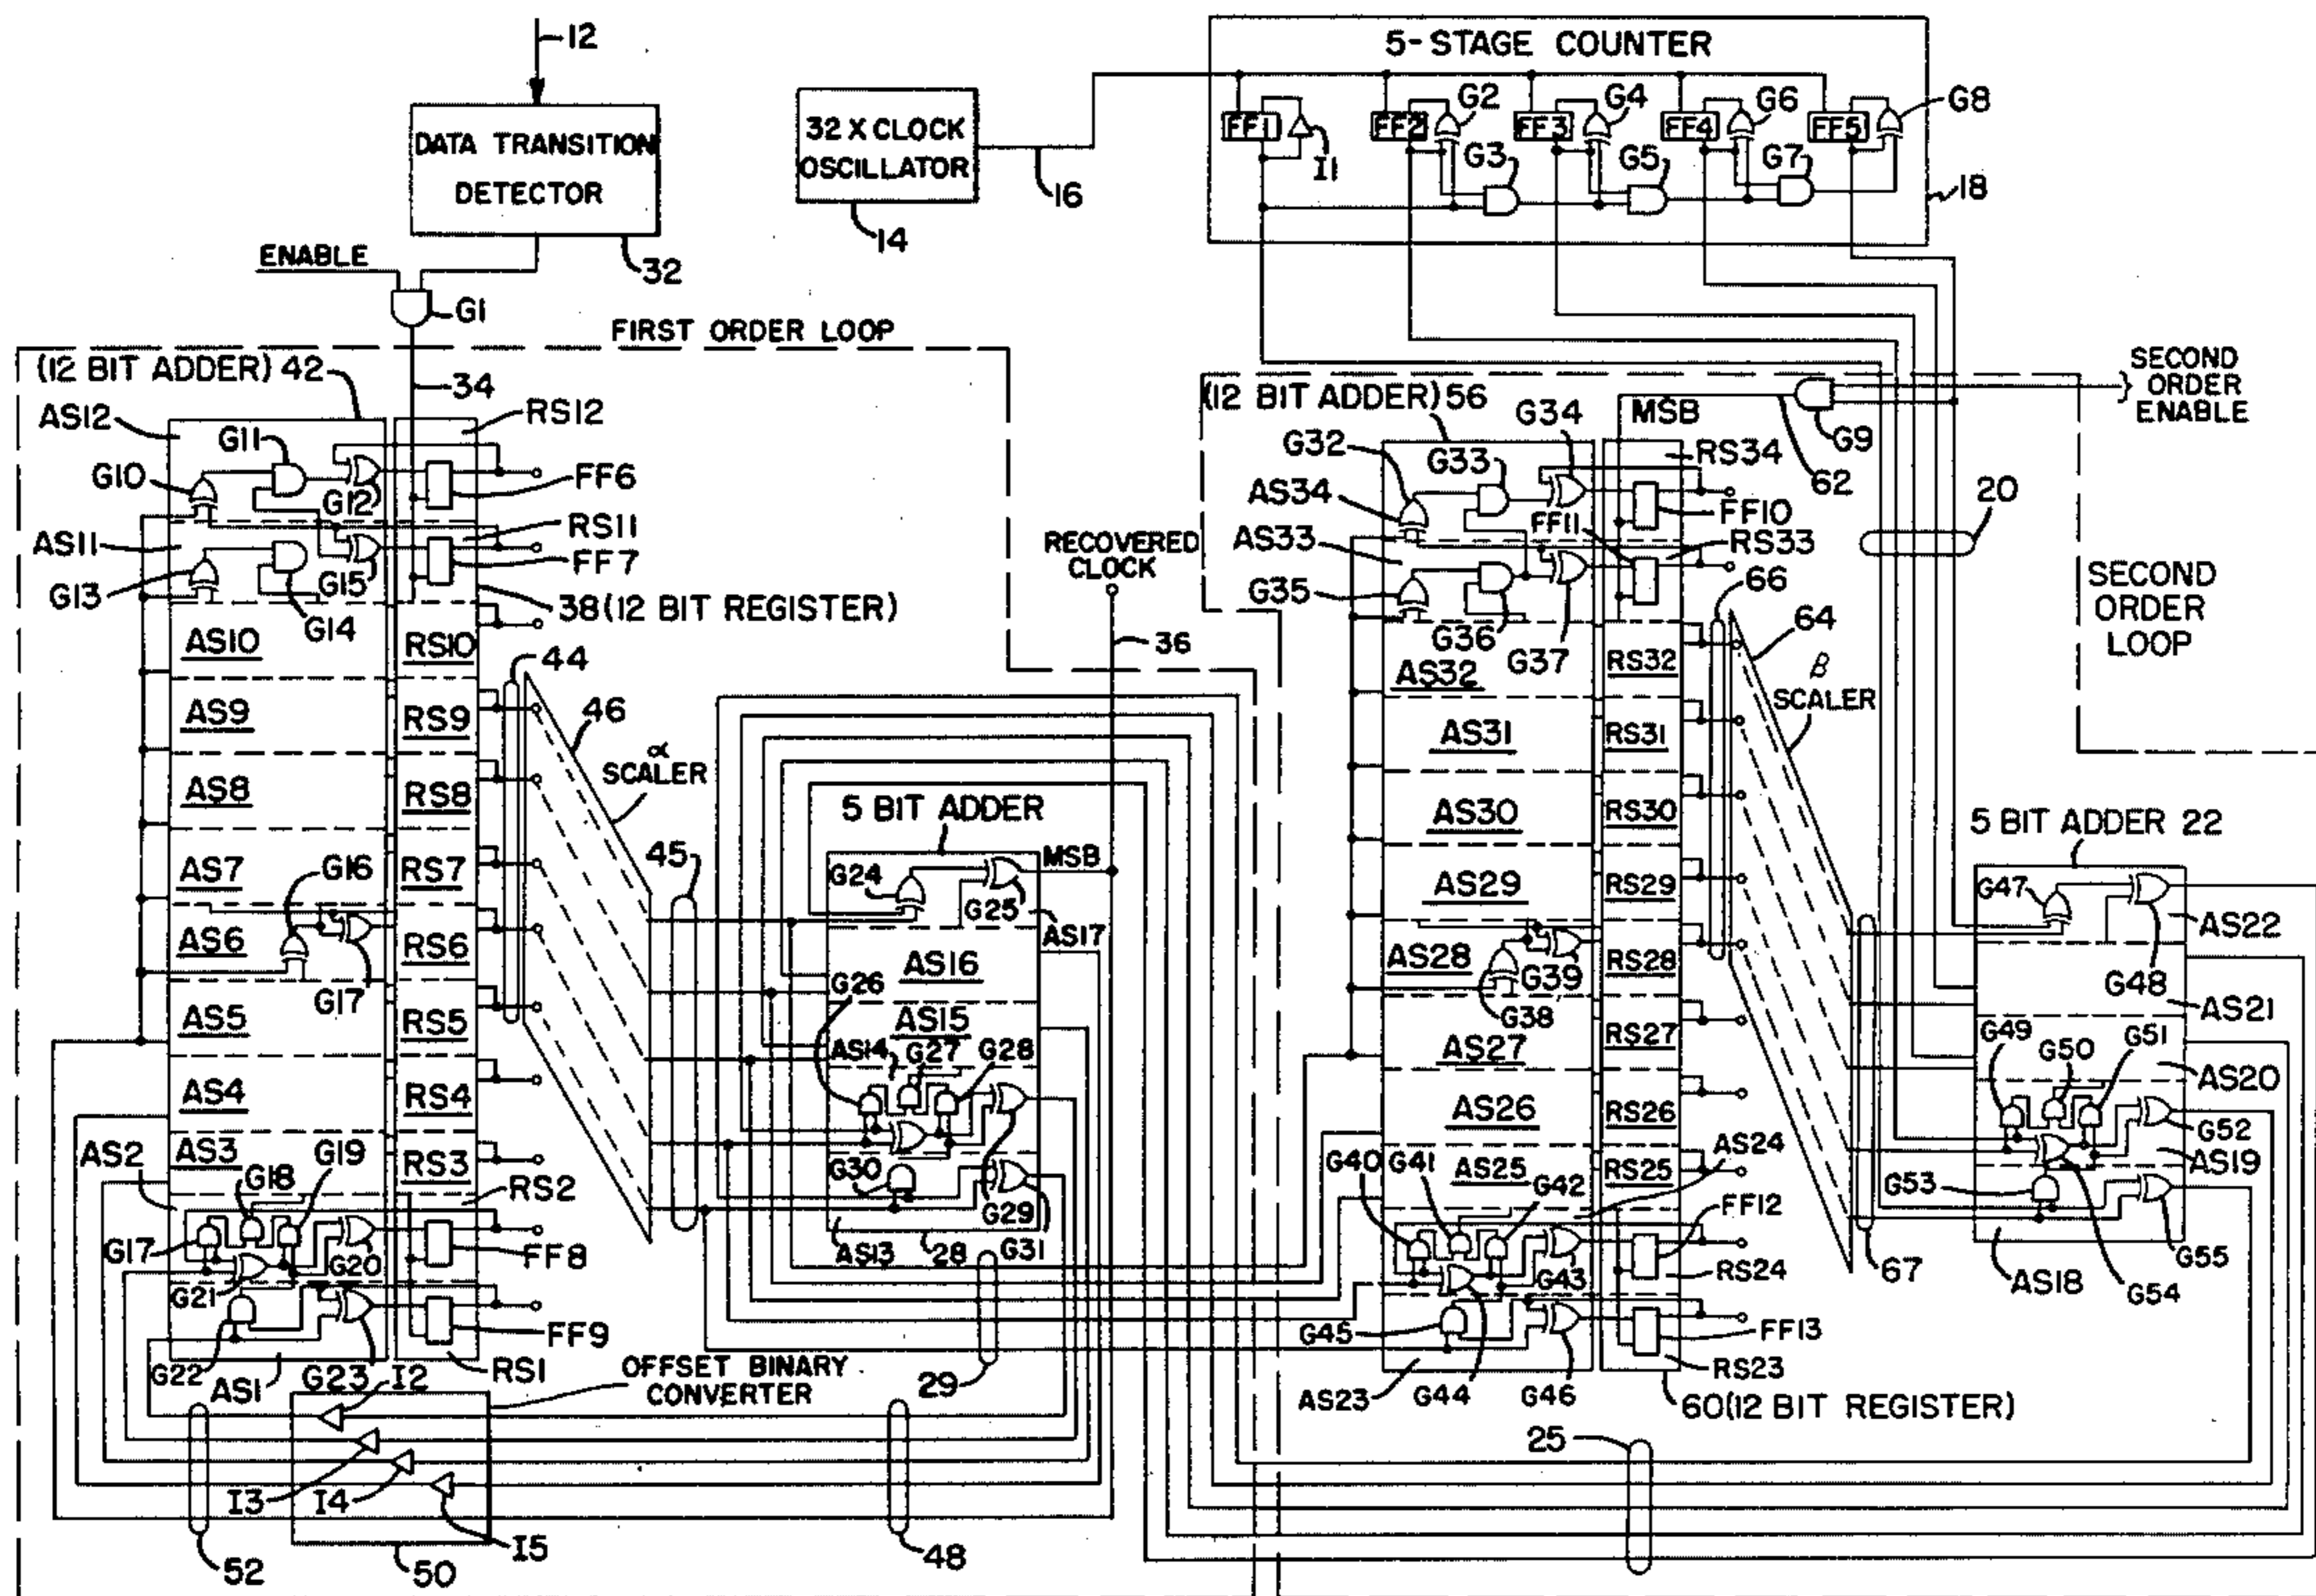 12
5-STAGE COUNTER
DATA TRANSITION
DETECTOR
32 X CLOCK
OSCILLATOR
FF1
I1
FF2
G2
FF3
G4
FF4
G6
FF5
G8
G3
G5
G7
16
14
18
32
ENABLE
G1
FIRST ORDER LOOP
(12 BIT ADDER) 42
34
SECOND
ORDER
ENABLE
(12 BIT ADDER) 56
MSB
G9
62
20
AS12
G11
RS12
G10
G12
FF6
AS11
RS11
G13
G15
FF7
G14
38 (12 BIT REGISTER)
G32
G33
G34
RS34
AS34
FF10
FF11
AS33
RS33
G35
G36
G37
66
64
β
SCALER
SECOND
ORDER
LOOP
RECOVERED
CLOCK
36
AS10
RS10
44
46
AS9
RS9
α
SCALER
AS8
RS8
AS7
RS7
G16
AS6
RS6
G17
AS5
RS5
AS4
RS4
AS3
RS3
AS2
G18
G19
RS2
G17
G20
FF8
G21
G22
AS1
G23
FF9
RS1
45
5 BIT ADDER
MSB
G24
G25
AS17
AS16
G26
AS15
AS14
G27
G28
G30
G29
G31
AS13
28
29
AS32
RS32
AS31
RS31
AS30
RS30
AS29
RS29
AS28
RS28
G39
G38
AS27
RS27
AS26
RS26
AS25
RS25
AS24
G40
G41
G42
FF12
G43
RS24
G45
FF13
RS23
AS23
G44
G46
60 (12 BIT REGISTER)
5 BIT ADDER 22
G47
AS22
G48
AS21
G49
G50
G51
AS20
G52
AS19
G53
G55
AS18
G54
67
OFFSET BINARY
CONVERTER
I2
I3
I4
I5
52
50
48
25